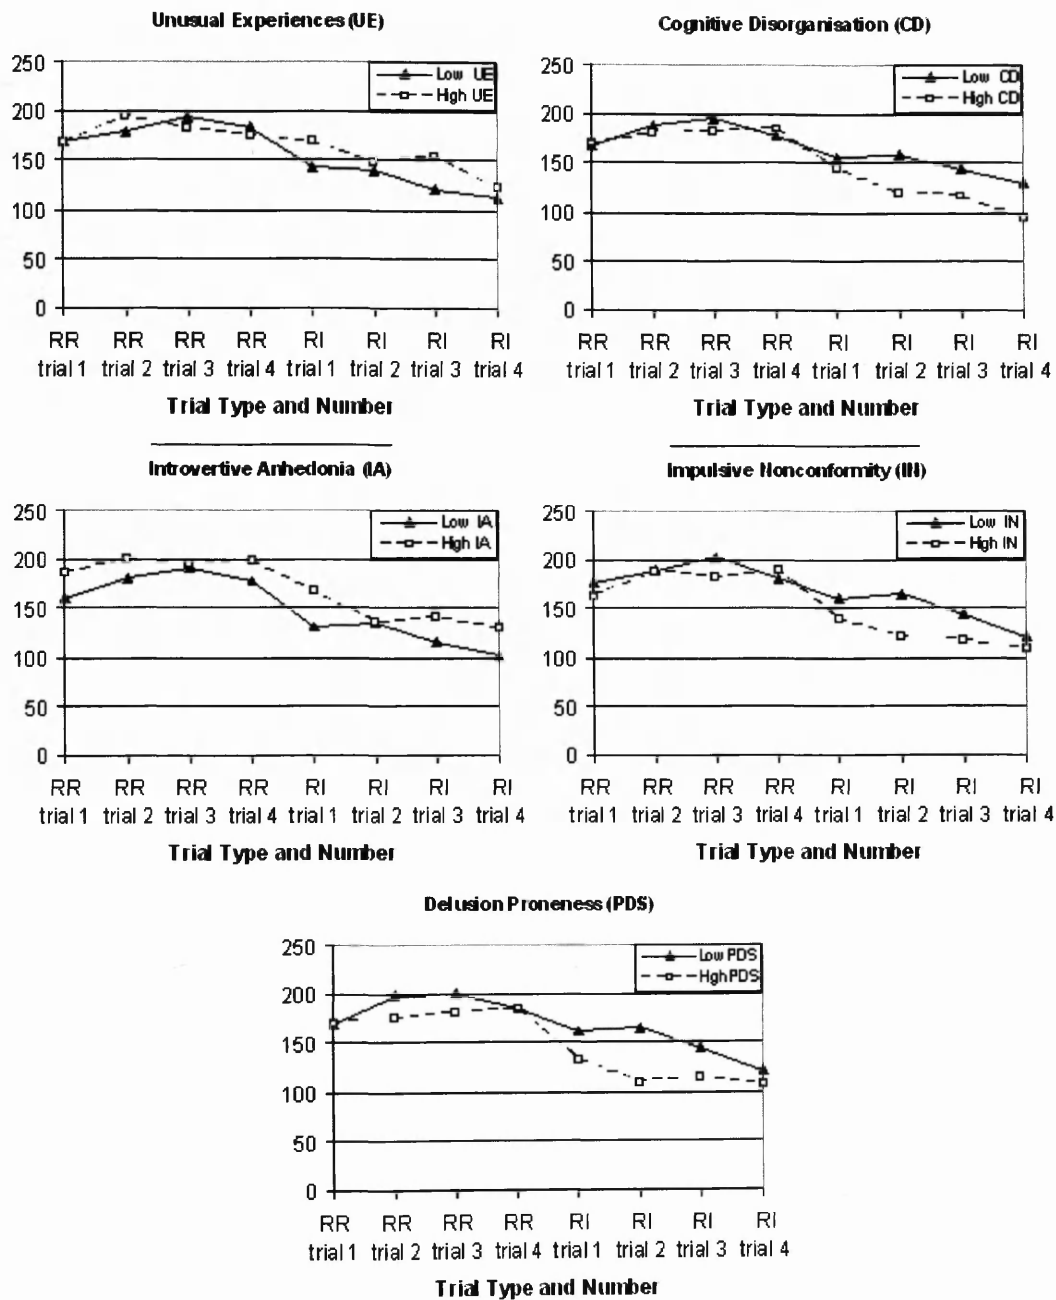 Unusual Experiences (UE)
250
200
150
100
50
0
Low UE
High UE
RR RR RR RR RI RI RI RI
trial 1 trial 2 trial 3 trial 4 trial 1 trial 2 trial 3 trial 4
Trial Type and Number
Cognitive Disorganisation (CD)
250
200
150
100
50
0
Low CD
High CD
RR RR RR RR RI RI RI RI
trial 1 trial 2 trial 3 trial 4 trial 1 trial 2 trial 3 trial 4
Trial Type and Number
Introvertive Anhedonia (IA)
250
200
150
100
50
0
Low IA
High IA
RR RR RR RR RI RI RI RI
trial 1 trial 2 trial 3 trial 4 trial 1 trial 2 trial 3 trial 4
Trial Type and Number
Impulsive Nonconformity (IN)
250
200
150
100
50
0
Low IN
High IN
RR RR RR RR RI RI RI RI
trial 1 trial 2 trial 3 trial 4 trial 1 trial 2 trial 3 trial 4
Trial Type and Number
Delusion Proneness (PDS)
250
200
150
100
50
0
Low PDS
High PDS
RR RR RR RR RI RI RI RI
trial 1 trial 2 trial 3 trial 4 trial 1 trial 2 trial 3 trial 4
Trial Type and Number